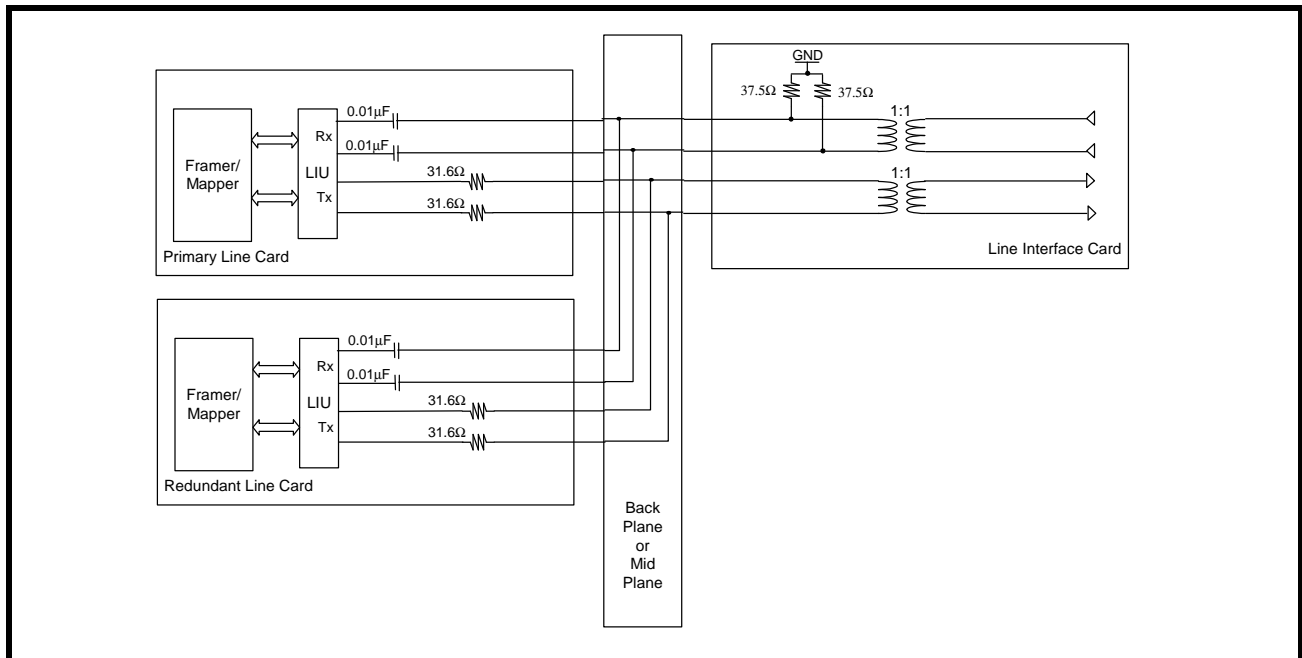 GND
37.5Ω
37.5Ω
1:1
1:1
Line Interface Card
0.01µF
0.01µF
Rx
Framer/
Mapper
LIU
Tx
31.6Ω
31.6Ω
Primary Line Card
0.01µF
0.01µF
Rx
Framer/
Mapper
LIU
Tx
31.6Ω
31.6Ω
Redundant Line Card
Back
Plane
or
Mid
Plane